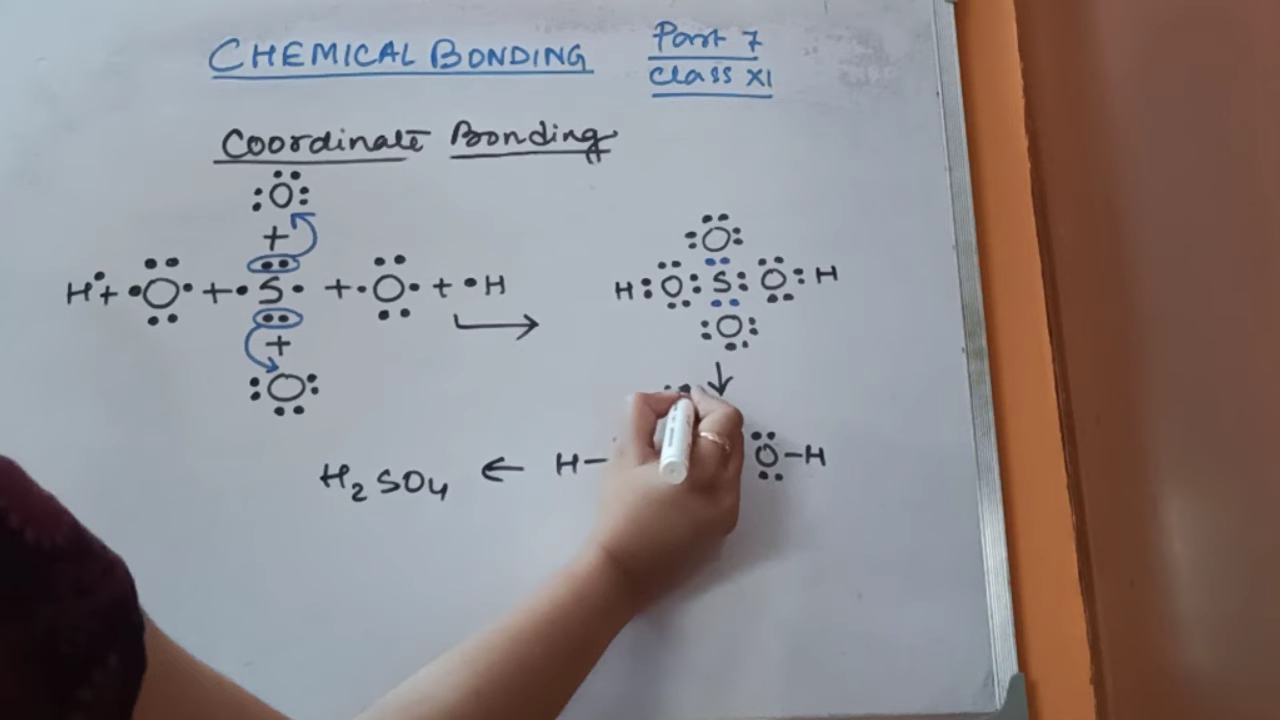 CHEMICAL BONDING Part 7
Class XI
Coordinate Bonding
:O:
+
H + O + S + O + H
+
:O:
:O:
H:O:S:O:H
:O:
H2SO4 ← H– O–H